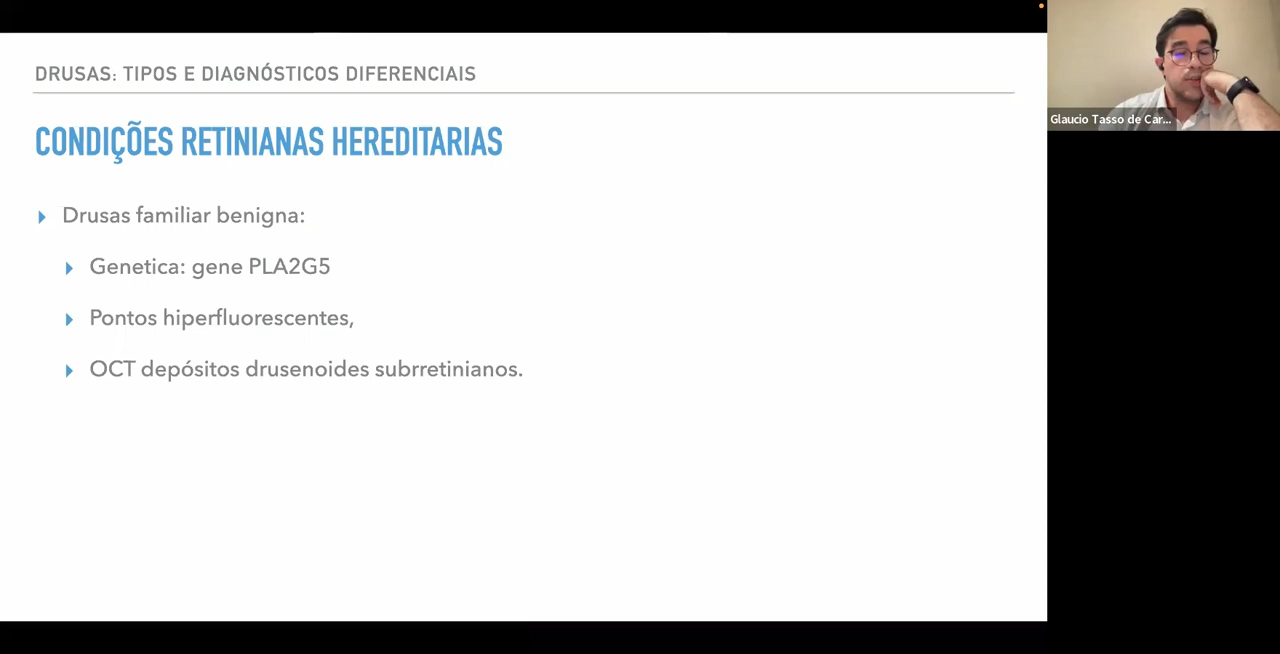 DRUSAS: TIPOS E DIAGNÓSTICOS DIFERENCIAIS
CONDIÇÕES RETINIANAS HEREDITARIAS
Drusas familiar benigna:
Genetica: gene PLA2G5
Pontos hiperfluorescentes,
OCT depósitos drusenoides subrretinianos.
Glaucio Tasso de Car...